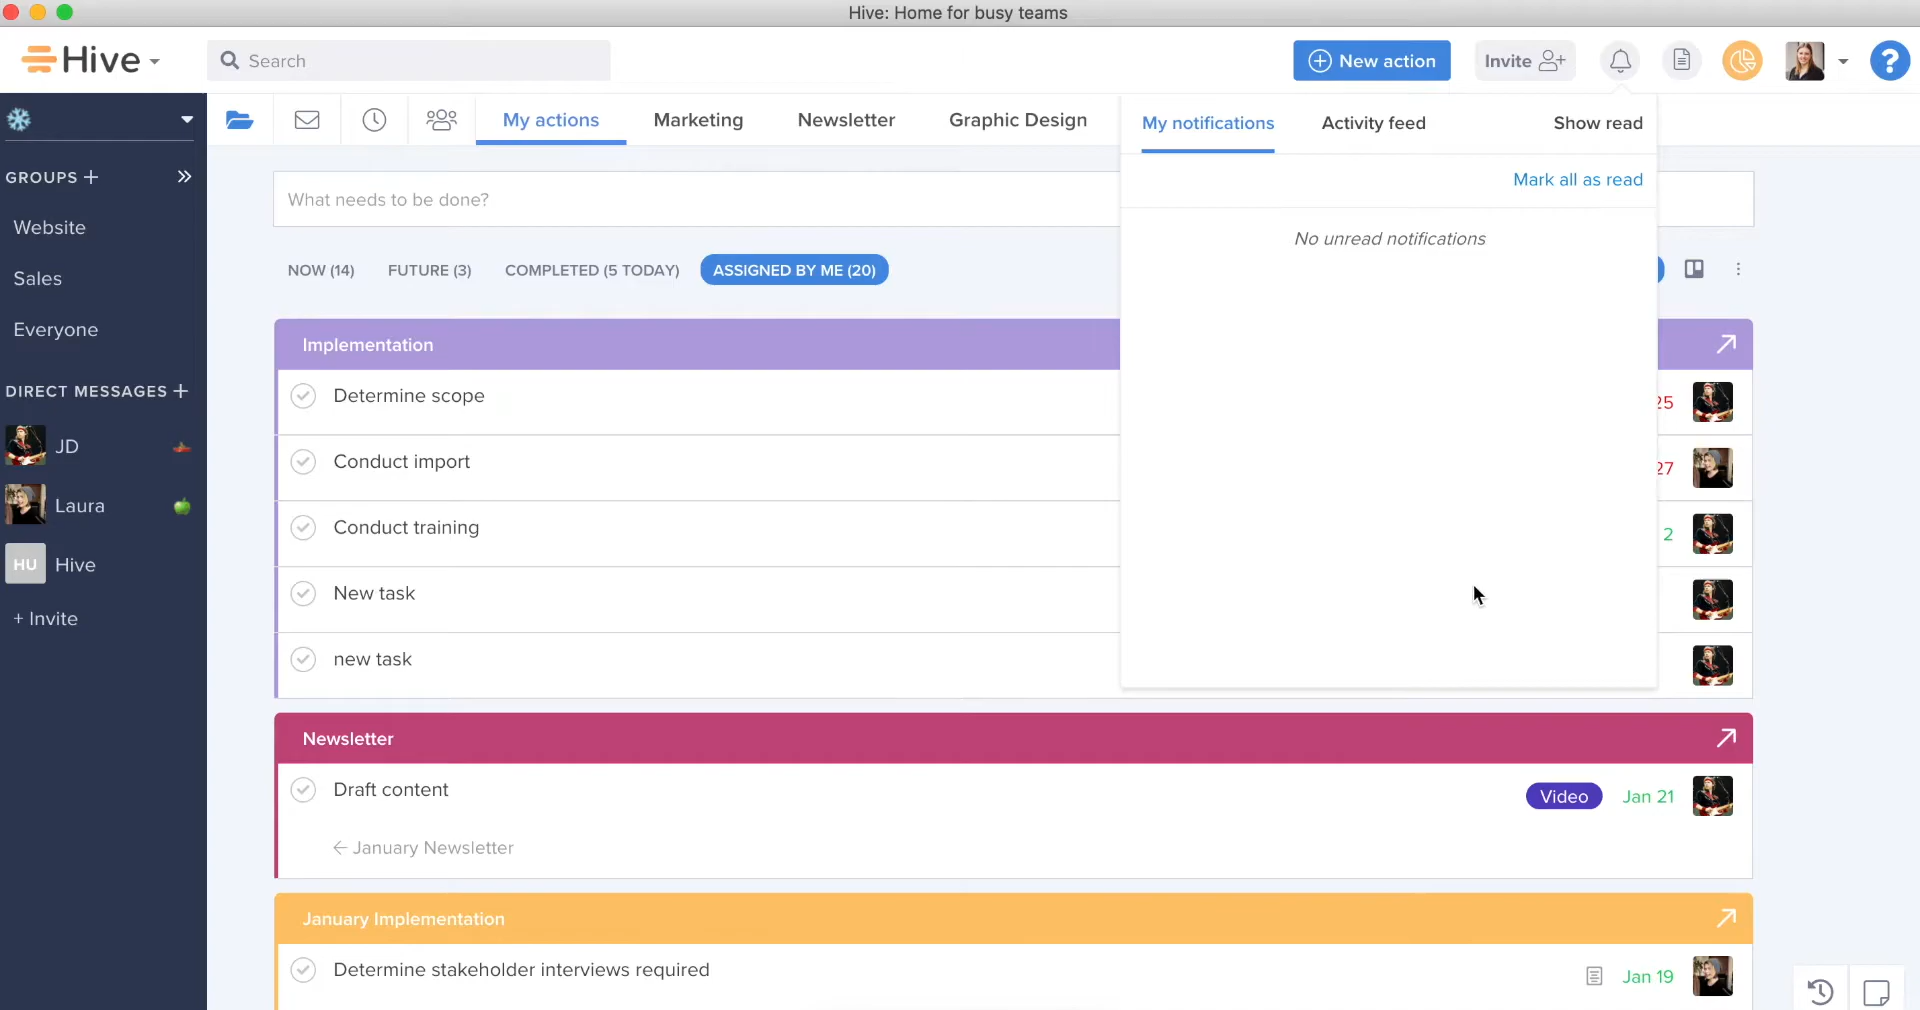 Hive: Home for busy teams
Hive
Search
New action
Invite
?
My actions
Marketing
Newsletter
Graphic Design
My notifications
Activity feed
Show read
Mark all as read
No unread notifications
GROUPS
Website
Sales
Everyone
DIRECT MESSAGES
JD
Laura
HU Hive
+ Invite
What needs to be done?
NOW (14)
FUTURE (3)
COMPLETED (5 TODAY)
ASSIGNED BY ME (20)
Implementation
Determine scope
25
Conduct import
27
Conduct training
2
New task
new task
Newsletter
Draft content
Video
Jan 21
← January Newsletter
January Implementation
Determine stakeholder interviews required
Jan 19